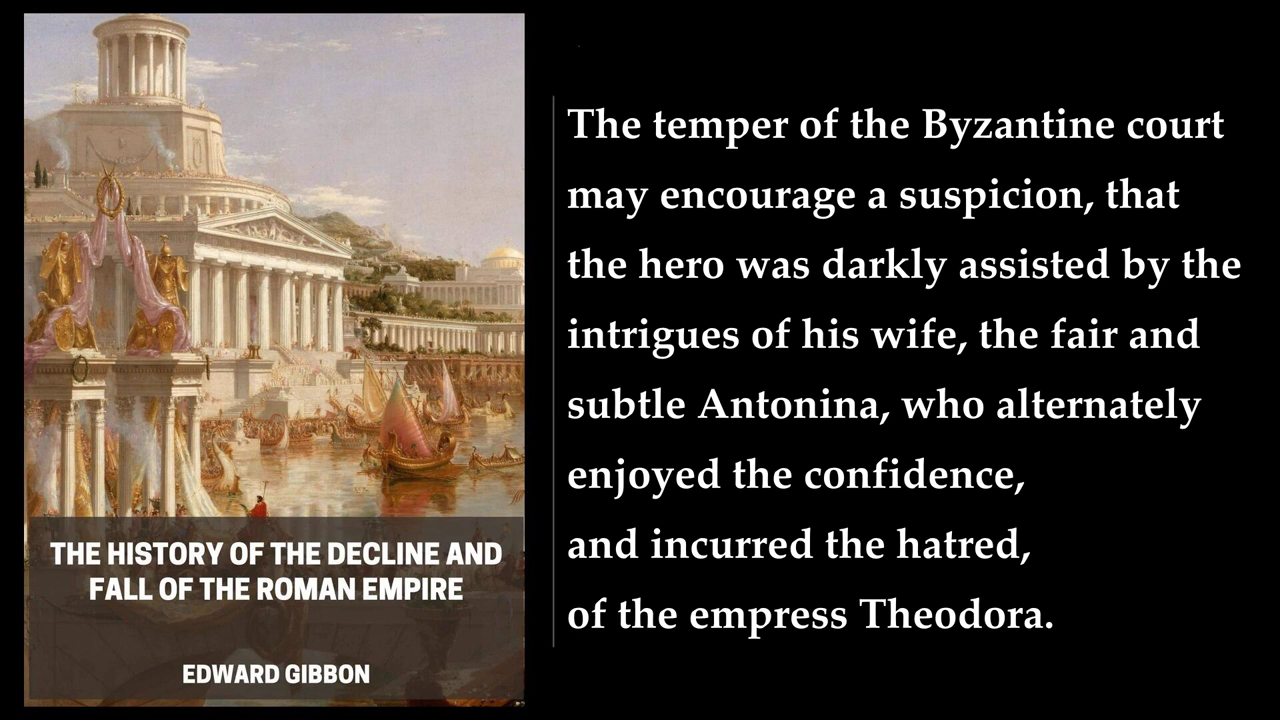 THE HISTORY OF THE DECLINE AND
FALL OF THE ROMAN EMPIRE
EDWARD GIBBON
The temper of the Byzantine court
may encourage a suspicion, that
the hero was darkly assisted by the
intrigues of his wife, the fair and
subtle Antonina, who alternately
enjoyed the confidence,
and incurred the hatred,
of the empress Theodora.